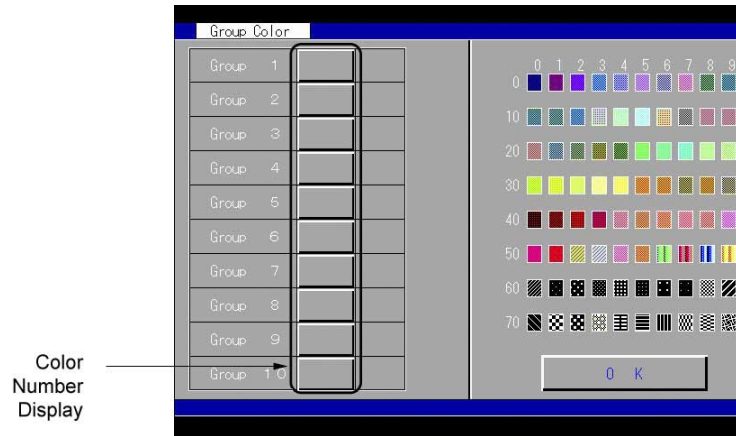 Group Color
Group 1
Group 2
Group 3
Group 4
Group 5
Group 6
Group 7
Group 8
Group 9
Group 10
Color
Number
Display
0 1 2 3 4 5 6 7 8 9
0
10
20
30
40
50
60
70
O K